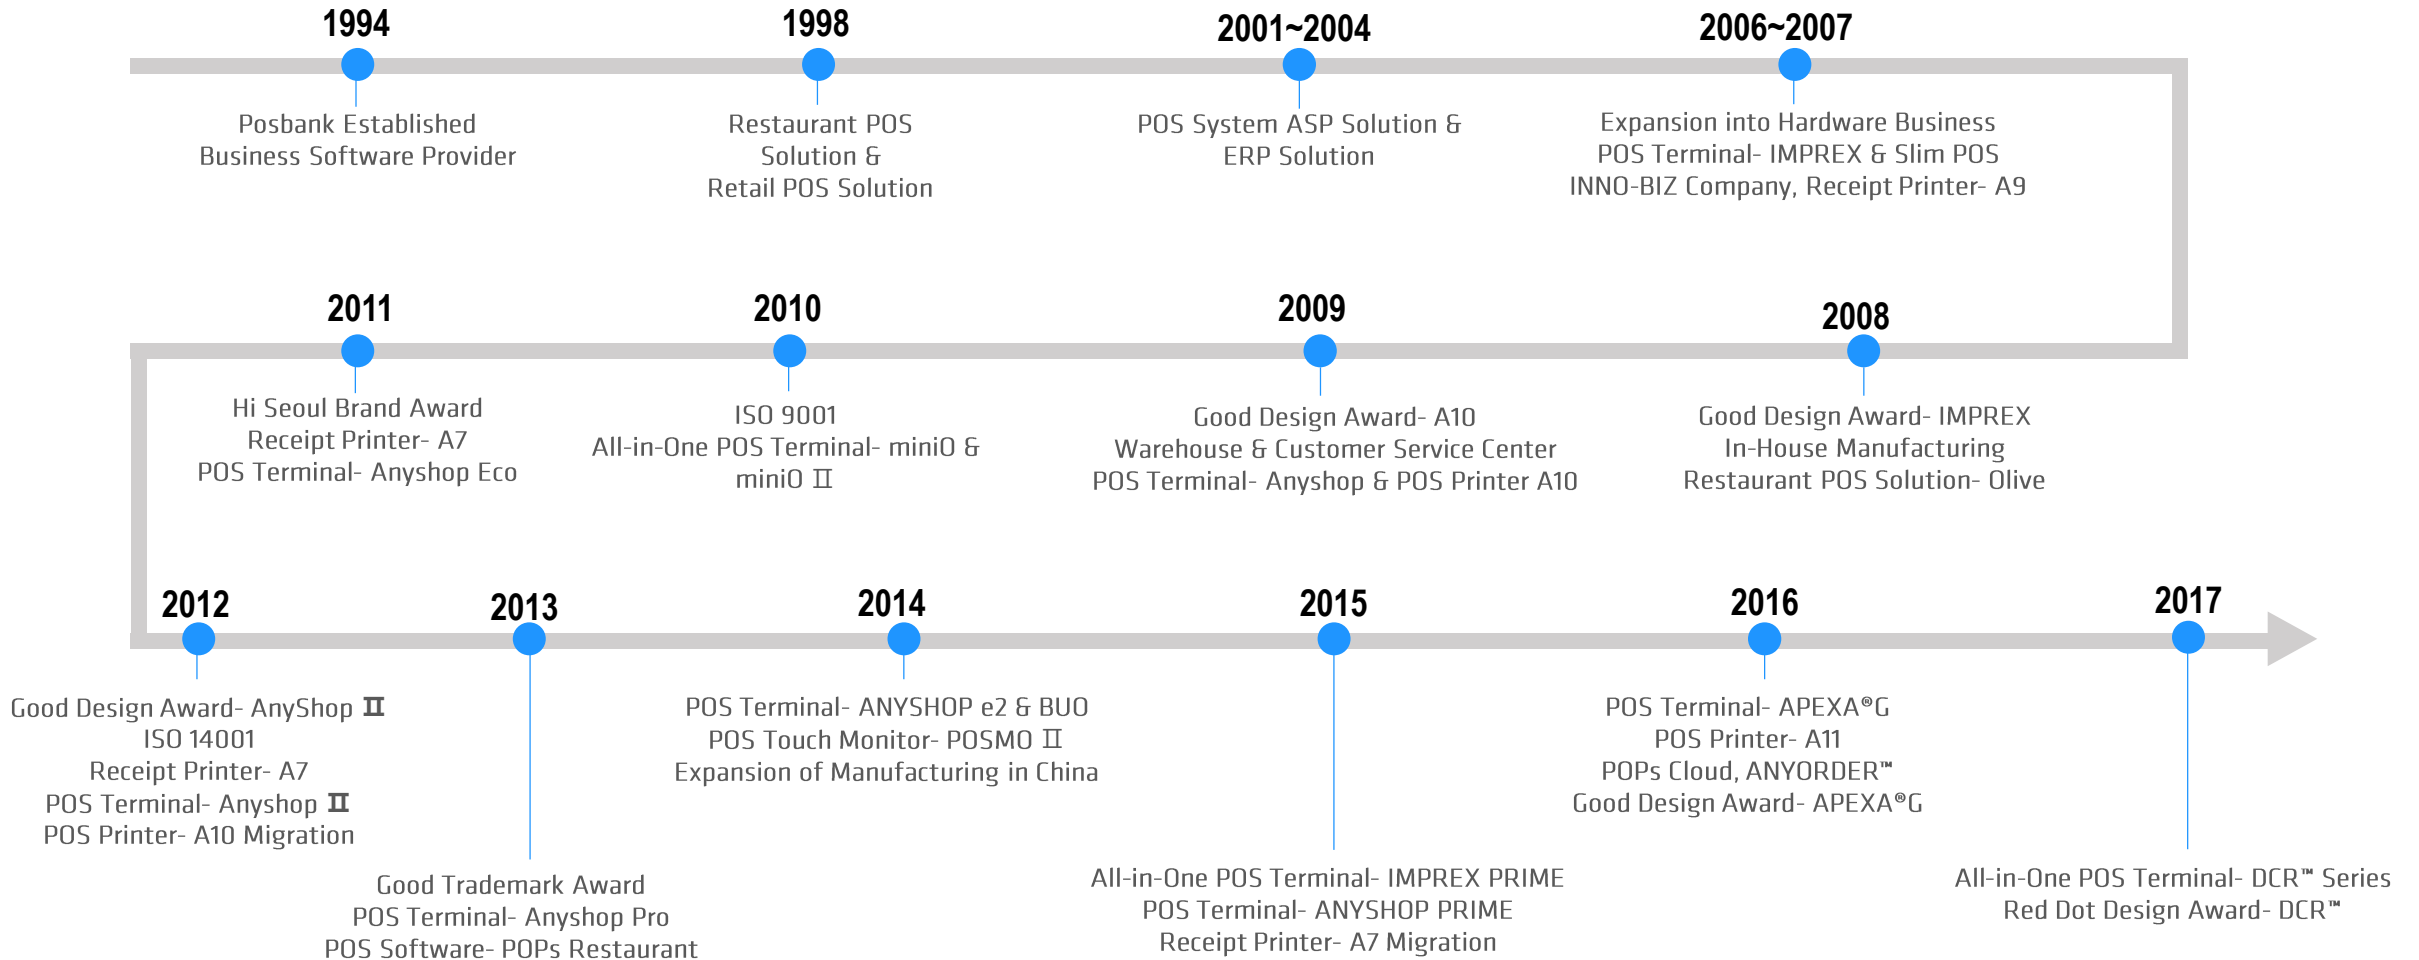 1994
Posbank Established
Business Software Provider
1998
Restaurant POS
Solution &
Retail POS Solution
2001~2004
POS System ASP Solution &
ERP Solution
2006~2007
Expansion into Hardware Business
POS Terminal- IMPREX & Slim POS
INNO-BIZ Company, Receipt Printer- A9
2008
Good Design Award- IMPREX
In-House Manufacturing
Restaurant POS Solution- Olive
2009
Good Design Award- A10
Warehouse & Customer Service Center
POS Terminal- Anyshop & POS Printer A10
2010
ISO 9001
All-in-One POS Terminal- miniO &
miniO Ⅱ
2011
Hi Seoul Brand Award
Receipt Printer- A7
POS Terminal- Anyshop Eco
2012
Good Design Award- AnyShop Ⅱ
ISO 14001
Receipt Printer- A7
POS Terminal- Anyshop Ⅱ
POS Printer- A10 Migration
2013
Good Trademark Award
POS Terminal- Anyshop Pro
POS Software- POPs Restaurant
2014
POS Terminal- ANYSHOP e2 & BUO
POS Touch Monitor- POSMO Ⅱ
Expansion of Manufacturing in China
2015
All-in-One POS Terminal- IMPREX PRIME
POS Terminal- ANYSHOP PRIME
Receipt Printer- A7 Migration
2016
POS Terminal- APEXA®G
POS Printer- A11
POPs Cloud, ANYORDER™
Good Design Award- APEXA®G
2017
All-in-One POS Terminal- DCR™ Series
Red Dot Design Award- DCR™